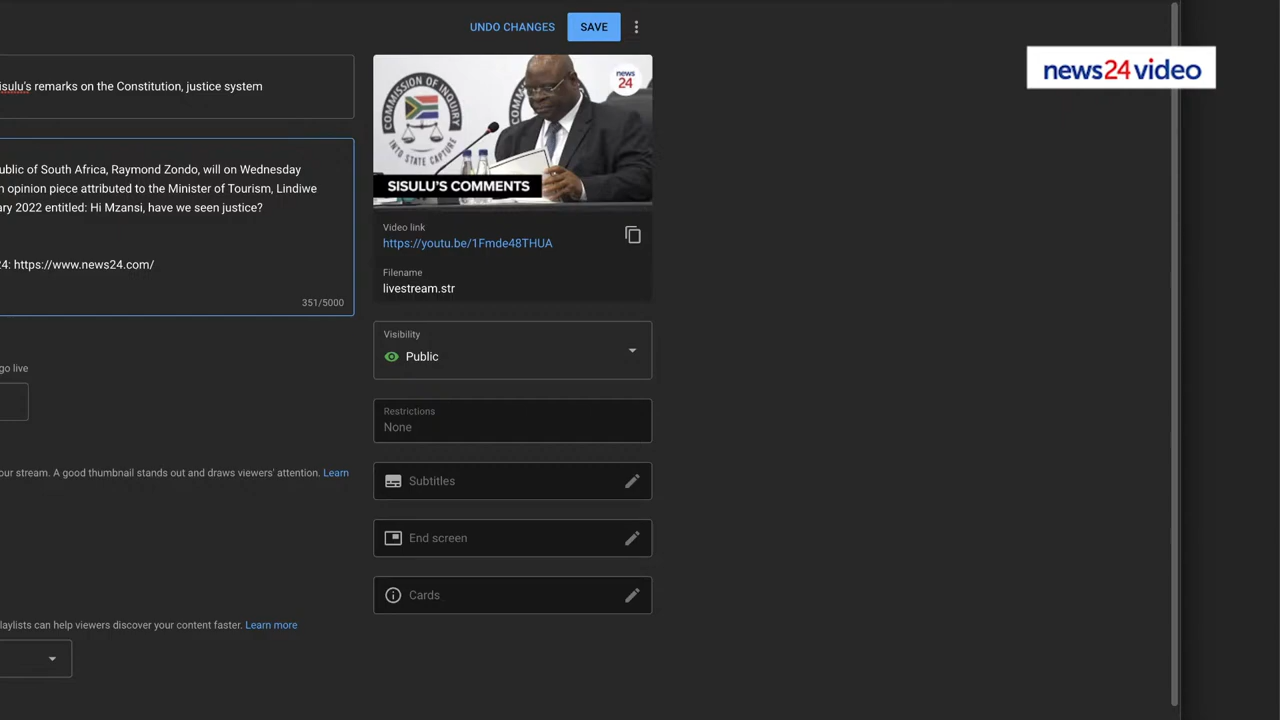 UNDO CHANGES
SAVE
news24 video
isulu's remarks on the Constitution, justice system
COMMISSION OF INQUIRY
INTO STATE CAPTURE
news
24
SISULU'S COMMENTS
ublic of South Africa, Raymond Zondo, will on Wednesday
n opinion piece attributed to the Minister of Tourism, Lindiwe
ary 2022 entitled: Hi Mzansi, have we seen justice?
4: https://www.news24.com/
351/5000
Video link
https://youtu.be/1Fmde48THUA
Filename
livestream.str
Visibility
Public
go live
Restrictions
None
our stream. A good thumbnail stands out and draws viewers' attention. Learn
Subtitles
End screen
Cards
laylists can help viewers discover your content faster. Learn more